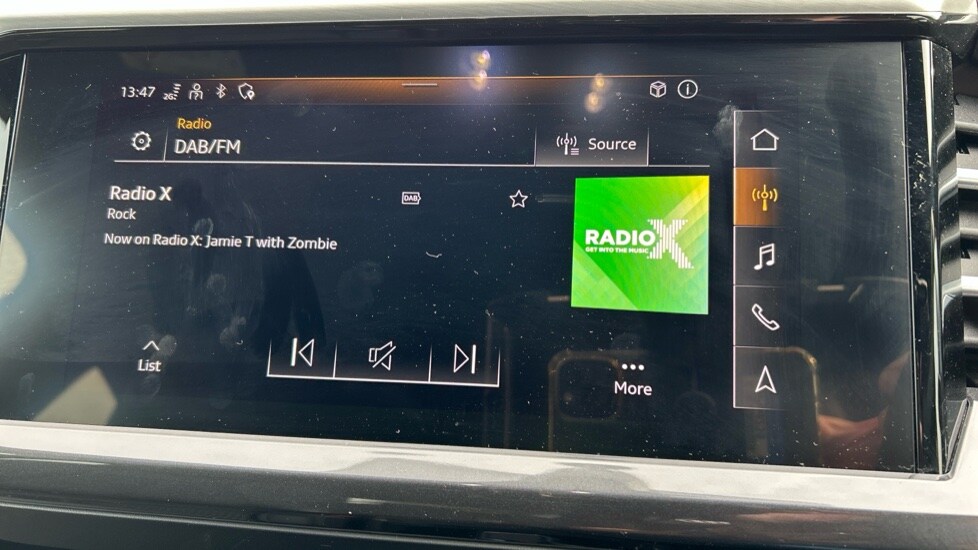 13:47 2G
Radio
DAB/FM
Source
Radio X
DAB
Rock
Now on Radio X: Jamie T with Zombie
RADIO X
GET INTO THE MUSIC
List
More